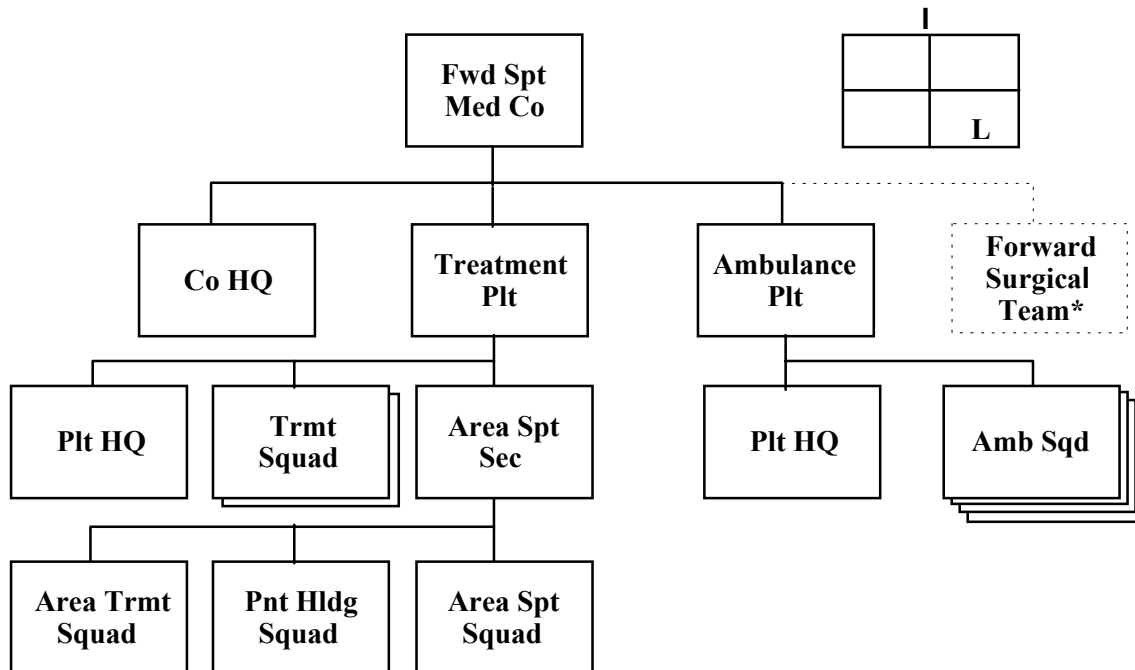 I
Fwd Spt
Med Co
L
Co HQ
Treatment
Plt
Ambulance
Plt
Forward
Surgical
Team*
Plt HQ
Trmt
Squad
Area Spt
Sec
Plt HQ
Amb Sqd
Area Trmt
Squad
Pnt Hldg
Squad
Area Spt
Squad